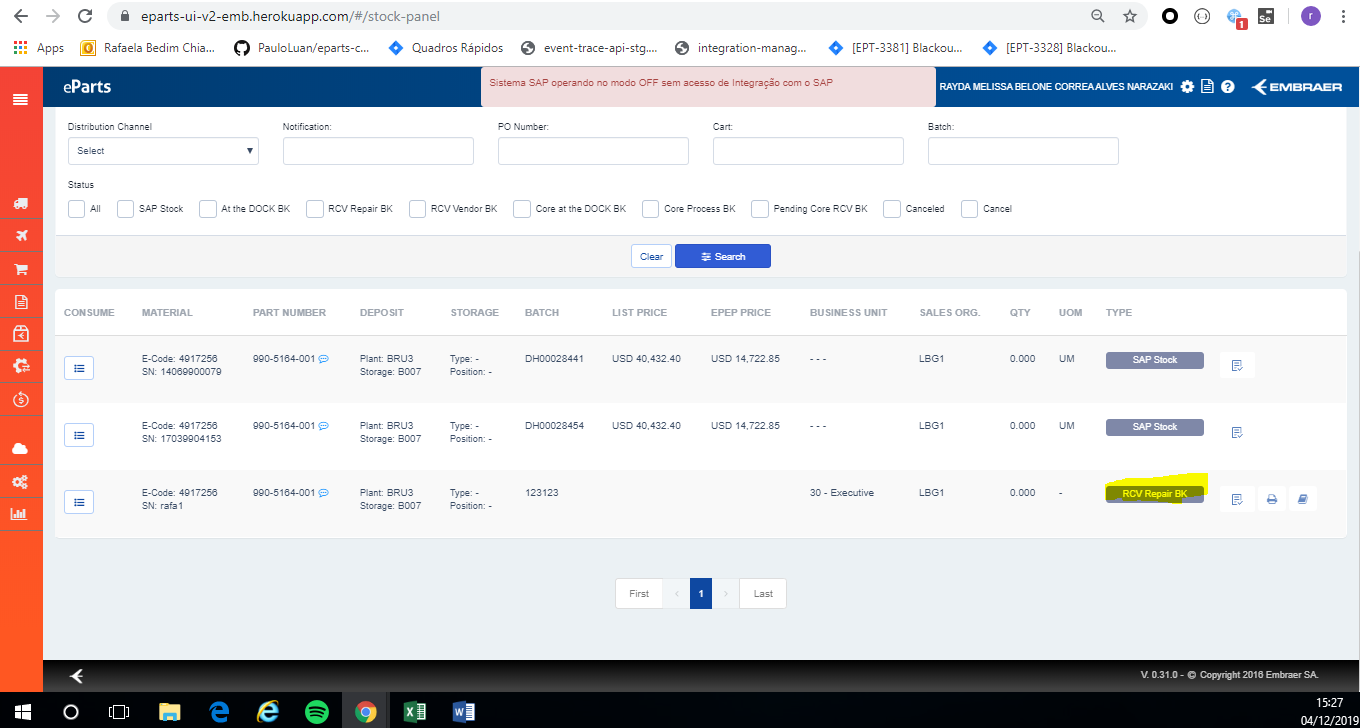 eparts-ui-v2-emb.herokuapp.com/#/stock-panel
1
Se
r
Apps
Rafaela Bedim Chia...
PauloLuan/eparts-c...
Quadros Rápidos
event-trace-api-stg....
integration-manag...
[EPT-3381] Blackou...
[EPT-3328] Blackou...
eParts
Sistema SAP operando no modo OFF sem acesso de Integração com o SAP
RAYDA MELISSA BELONE CORREA ALVES NARAZAKI
EMBRAER
Distribution Channel Notification: PO Number: Cart: Batch:
Select
Status
All SAP Stock At the DOCK BK RCV Repair BK RCV Vendor BK Core at the DOCK BK Core Process BK Pending Core RCV BK Canceled Cancel
Clear Search
CONSUME MATERIAL PART NUMBER DEPOSIT STORAGE BATCH LIST PRICE EPEP PRICE BUSINESS UNIT SALES ORG. QTY UOM TYPE
E-Code: 4917256 990-5164-001 Plant: BRU3 Type: - DH00028441 USD 40,432.40 USD 14,722.85 - - - LBG1 0.000 UM SAP Stock
SN: 14069900079 Storage: B007 Position: -
E-Code: 4917256 990-5164-001 Plant: BRU3 Type: - DH00028454 USD 40,432.40 USD 14,722.85 - - - LBG1 0.000 UM SAP Stock
SN: 17039904153 Storage: B007 Position: -
E-Code: 4917256 990-5164-001 Plant: BRU3 Type: - 123123 30 - Executive LBG1 0.000 - RCV Repair BK
SN: rafa1 Storage: B007 Position: -
First ‹ 1 › Last
V. 0.31.0 - © Copyright 2016 Embraer SA.
15:27
04/12/2019